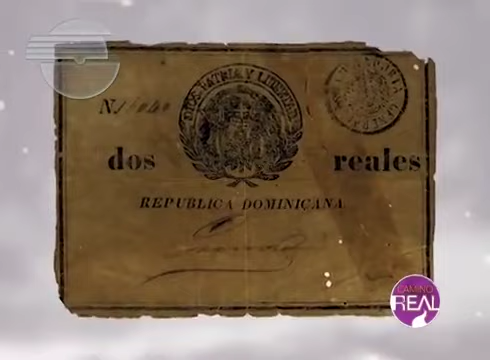 N.
DIOS PATRIA Y LIBERTAD
dos reales
REPUBLICA DOMINICANA
CAMINO
REAL